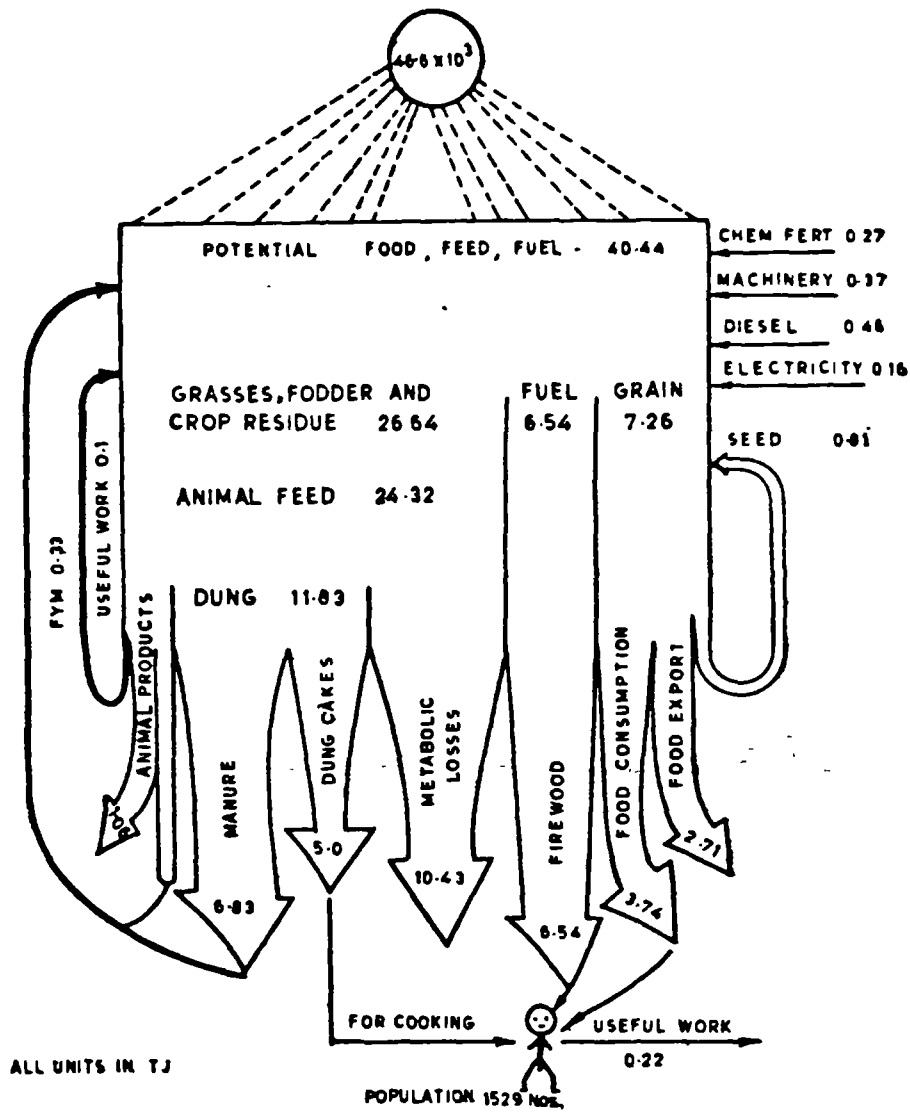 46·6 x 10³
POTENTIAL FOOD, FEED, FUEL - 40·44
CHEM FERT 0·27
MACHINERY 0·37
DIESEL 0·46
ELECTRICITY 0·16
GRASSES, FODDER AND
CROP RESIDUE 26·64
FUEL
6·54
GRAIN
7·26
SEED 0·81
ANIMAL FEED 24·32
FYM 0·33
USEFUL WORK 0·1
DUNG 11·83
ANIMAL PRODUCTS
MANURE
6·83
DUNG CAKES
5·0
METABOLIC
LOSSES
10·43
FIREWOOD
6·54
FOOD CONSUMPTION
3·74
FOOD EXPORT
2·71
FOR COOKING
USEFUL WORK
0·22
ALL UNITS IN TJ
POPULATION 1529 Nos,